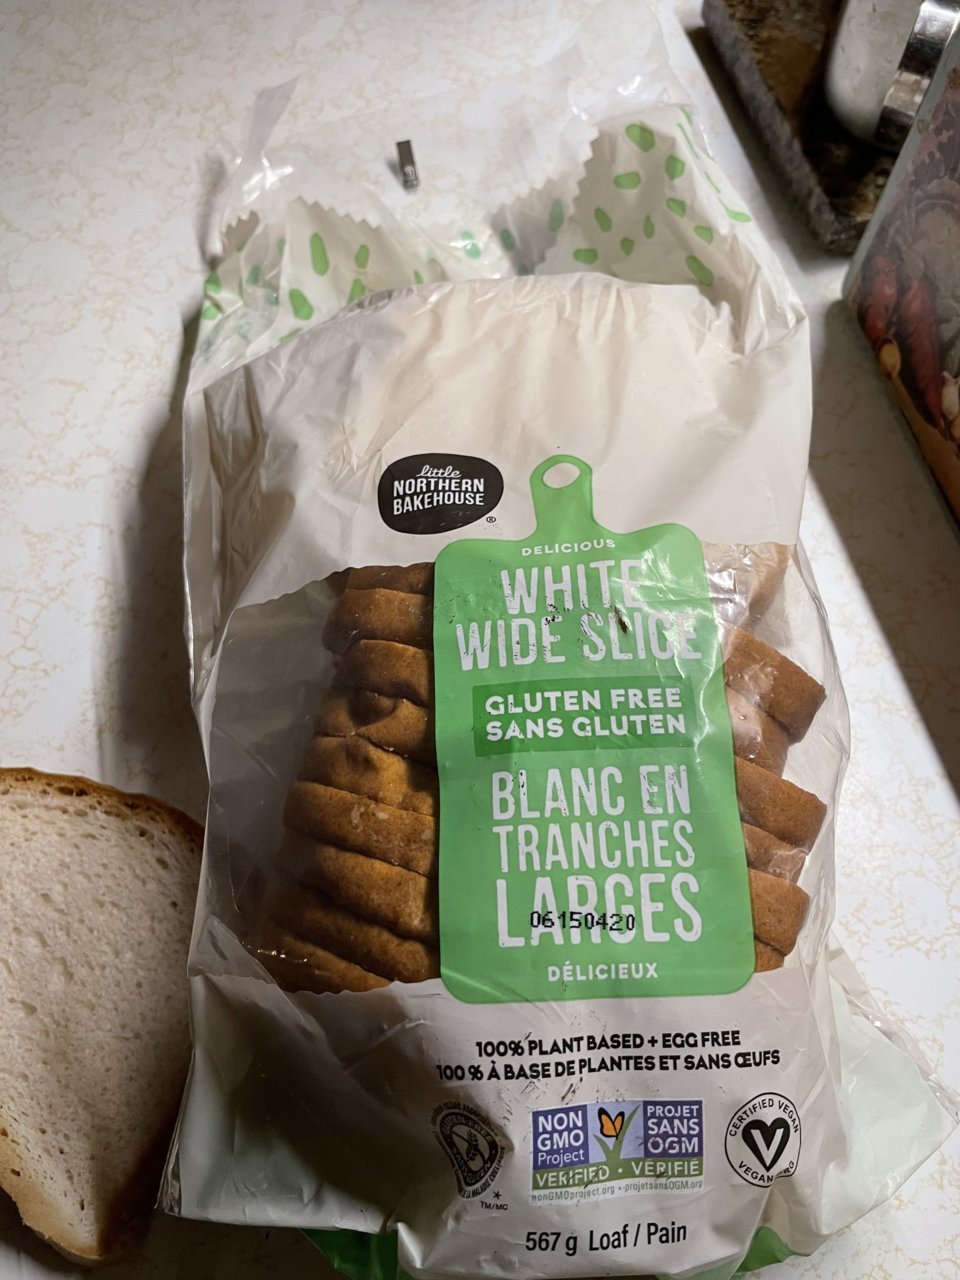 little
NORTHERN
BAKEHOUSE
®
DELICIOUS
WHITE
WIDE SLICE
GLUTEN FREE
SANS GLUTEN
BLANC EN
TRANCHES
LARGES
06150420
DÉLICIEUX
100% PLANT BASED + EGG FREE
100 % À BASE DE PLANTES ET SANS ŒUFS
NON
GMO
Project
PROJET
SANS
OGM
VERIFIED • VÉRIFIÉ
nonGMOproject.org • projetsansOGM.org
CERTIFIED VEGAN
TM/MC
567 g Loaf / Pain